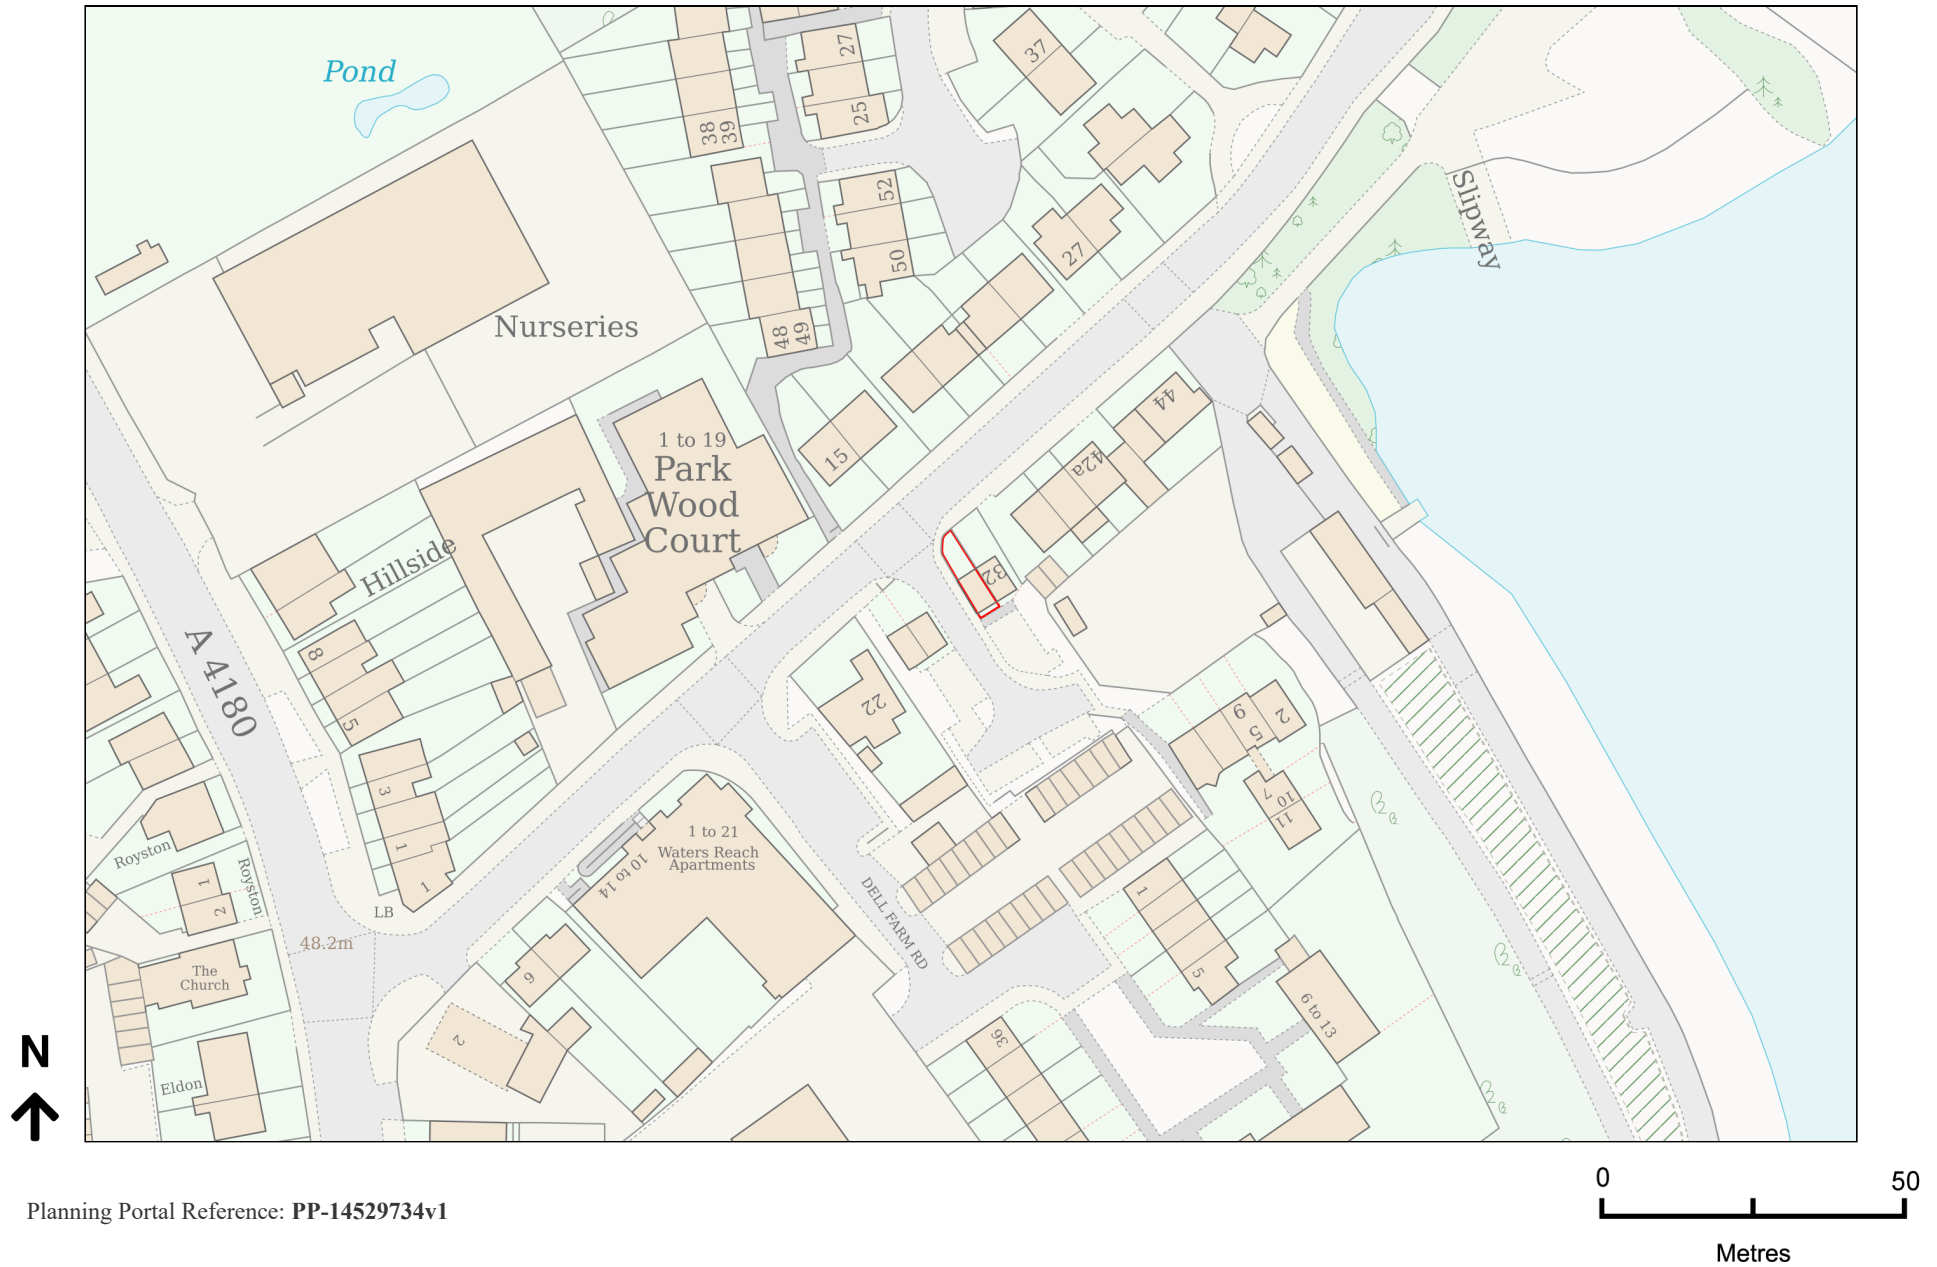 Pond
27
25
37
38
39
52
50
27
Slipway
Nurseries
48
49
15
44
42a
1 to 19
Park
Wood
Court
Hillside
32
A 4180
8
5
22
9
5
2
7
10
11
3
1
1
1 to 21
Waters Reach
Apartments
10 to 14
Royston
Royston
1
2
LB
48.2m
DELL FARM RD
1
5
6
The
Church
6 to 13
2
36
Eldon
N
0
50
Metres
Planning Portal Reference: PP-14529734v1